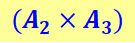 (A₂ × A₃)